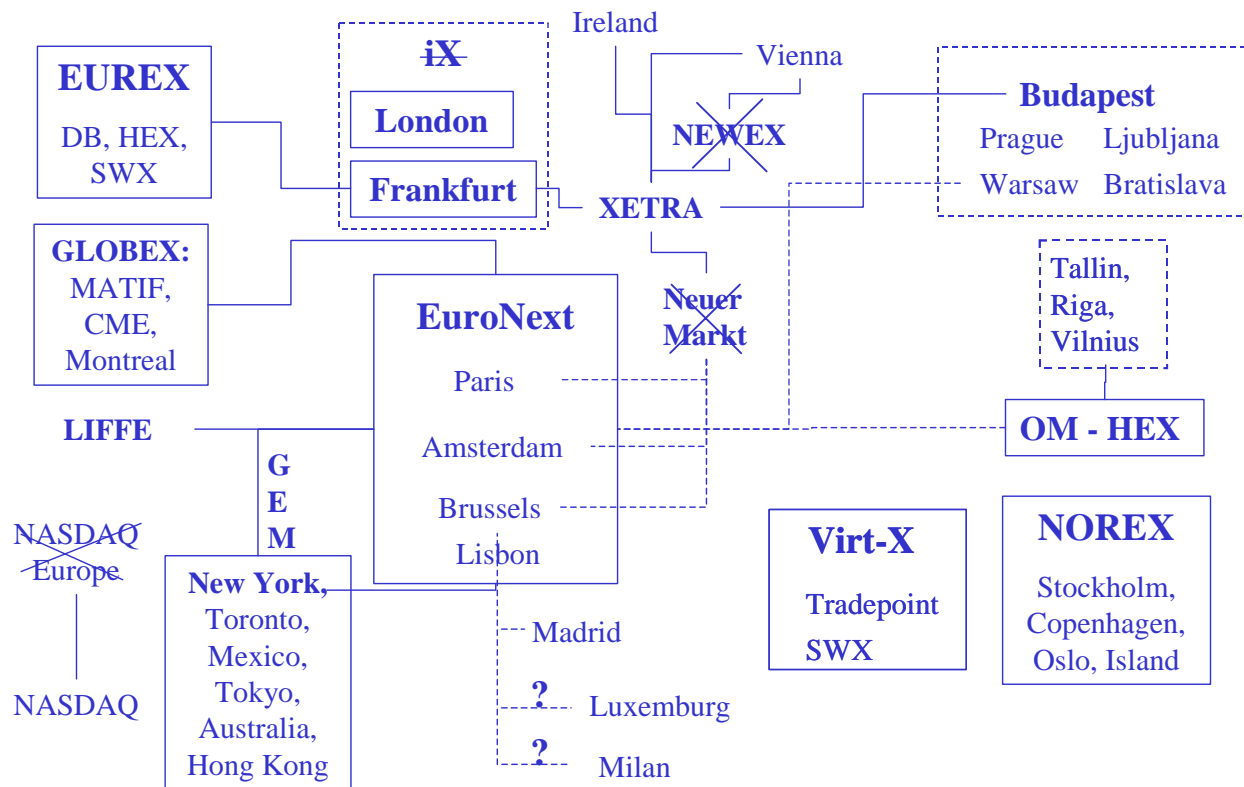 Ireland
Vienna
iX
EUREX
DB, HEX,
SWX
London
Frankfurt
NEWEX
XETRA
Budapest
Prague Ljubljana
Warsaw Bratislava
GLOBEX:
MATIF,
CME,
Montreal
EuroNext
Paris
Amsterdam
Brussels
Lisbon
Neuer
Markt
Tallin,
Riga,
Vilnius
OM - HEX
LIFFE
G
E
M
NASDAQ
Europe
NASDAQ
New York,
Toronto,
Mexico,
Tokyo,
Australia,
Hong Kong
Madrid
?
Luxemburg
?
Milan
Virt-X
Tradepoint
SWX
NOREX
Stockholm,
Copenhagen,
Oslo, Island